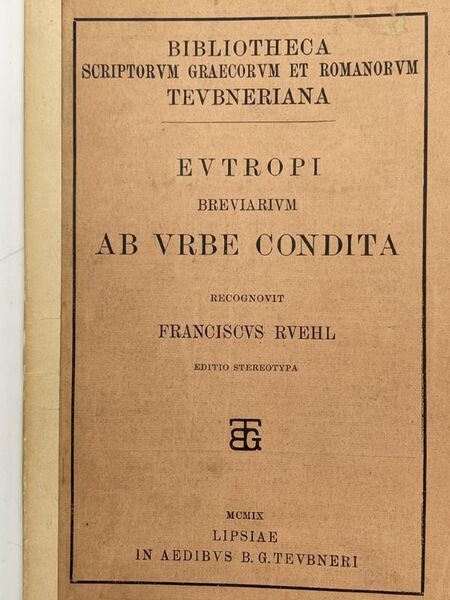 BIBLIOTHECA
SCRIPTORVM GRAECORVM ET ROMANORVM
TEVBNERIANA
EVTROPI
BREVIARIVM
AB VRBE CONDITA
RECOGNOVIT
FRANCISCVS RVEHL
EDITIO STEREOTYPA
BTG
MCMIX
LIPSIAE
IN AEDIBVS B. G. TEVBNERI